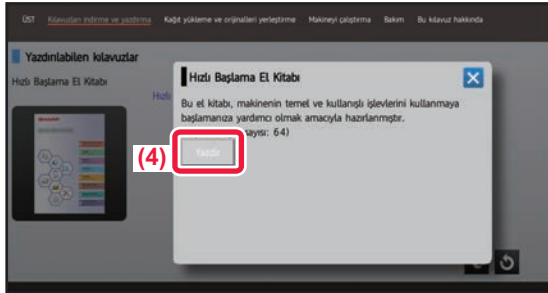 ÜST Kılavuzları indirme ve yazdırma Kağıt yükleme ve orijinalleri yerleştirme Makineyi çalıştırma Bakım Bu kılavuz hakkında
Yazdırılabilen kılavuzlar
Hızlı Başlama El Kitabı
Hızlı
Hızlı Başlama El Kitabı
Bu el kitabı, makinenin temel ve kullanışlı işlevlerini kullanmaya
başlamanıza yardımcı olmak amacıyla hazırlanmıştır.
sayısı: 64)
(4)
Yazdır